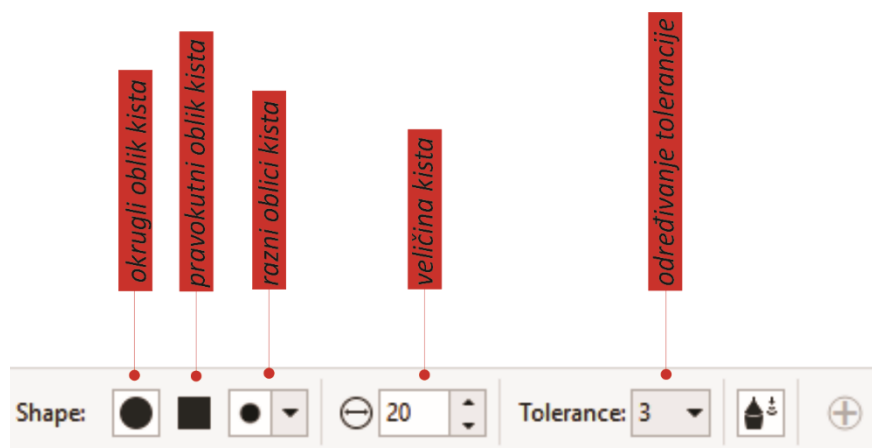 okrugli oblik kista
pravokutni oblik kista
razni oblici kista
veličina kista
određivanje tolerancije
Shape:
20
Tolerance: 3